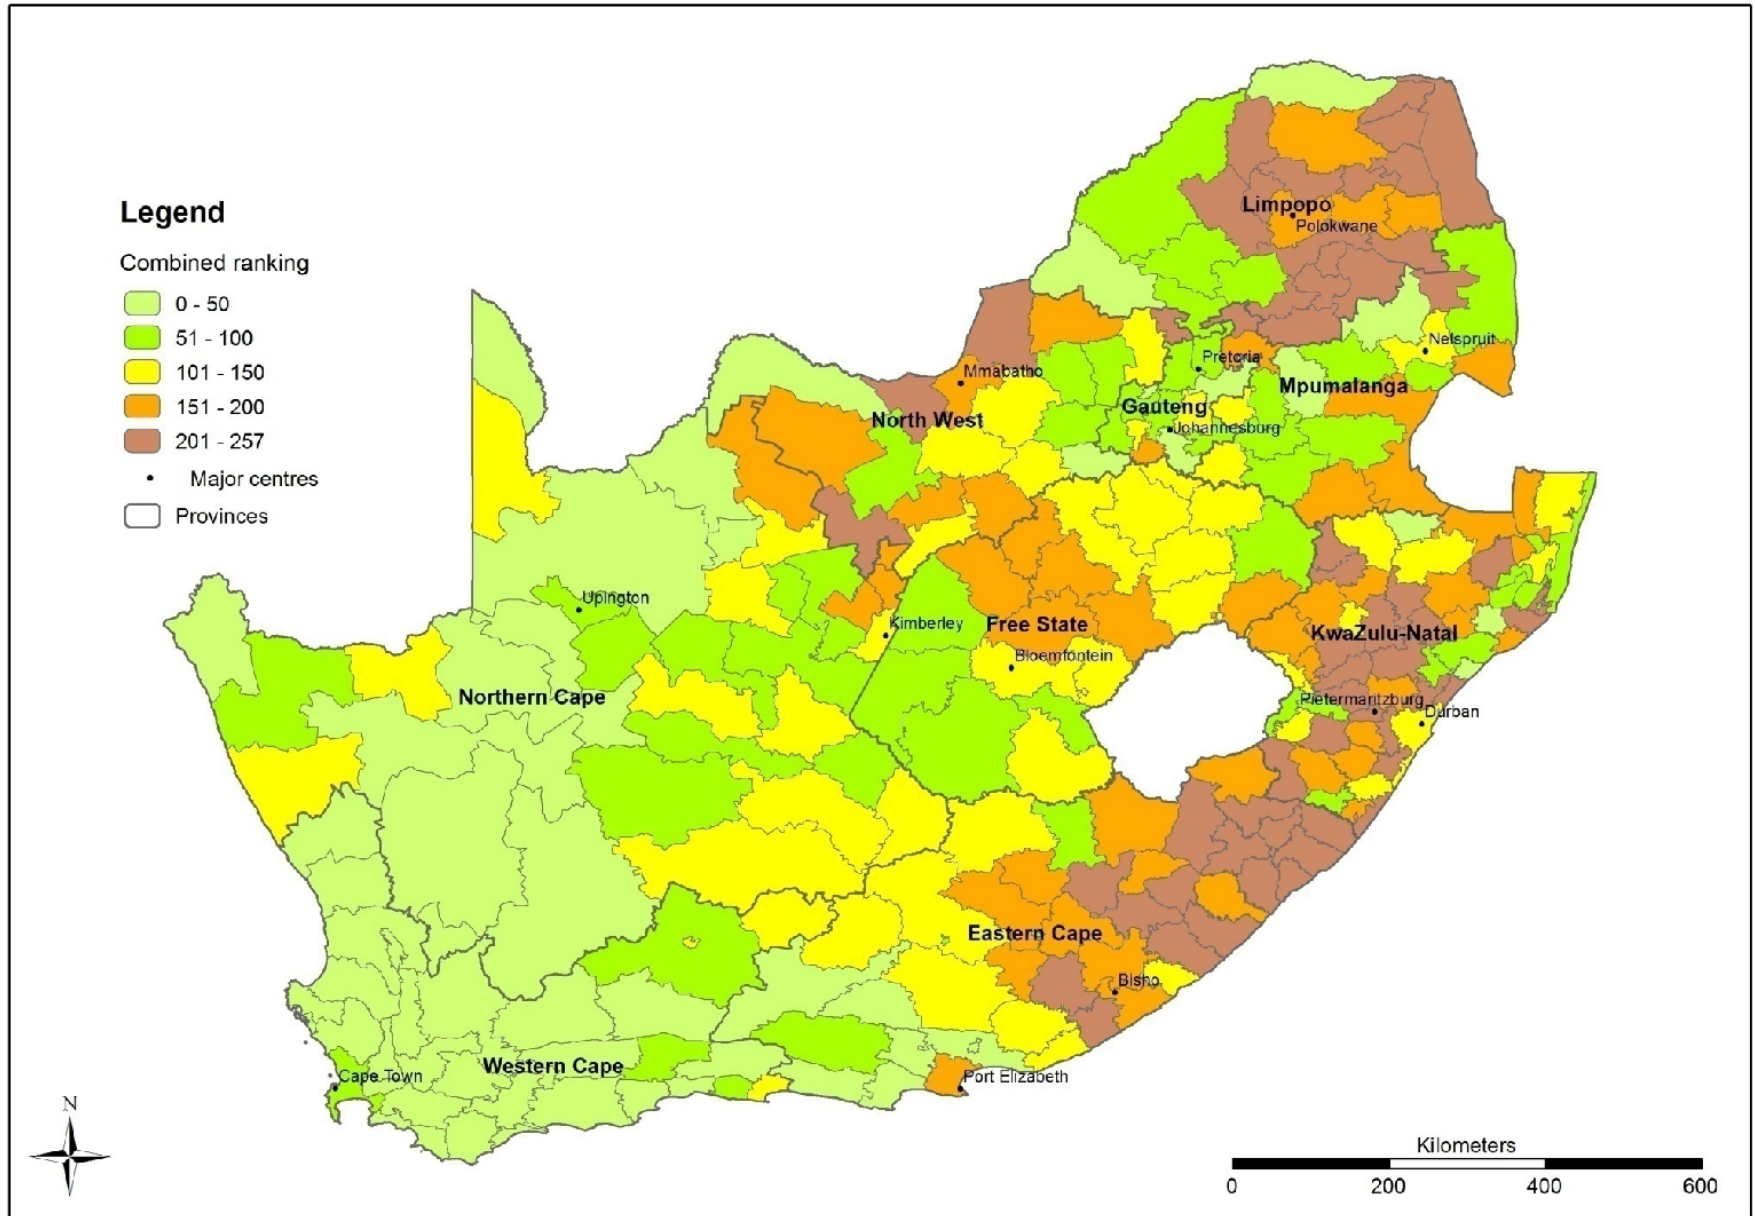 Legend
Combined ranking
0 - 50
51 - 100
101 - 150
151 - 200
201 - 257
Major centres
Provinces
Limpopo
Polokwane
Nelspruit
Pretoria
Mmabatho
Mpumalanga
Gauteng
North West
Johannesburg
Upington
Kimberley
Free State
KwaZulu-Natal
Bloemfontein
Northern Cape
Pietermaritzburg
Durban
Eastern Cape
Bisho
Western Cape
Cape Town
Port Elizabeth
N
Kilometers
0 200 400 600